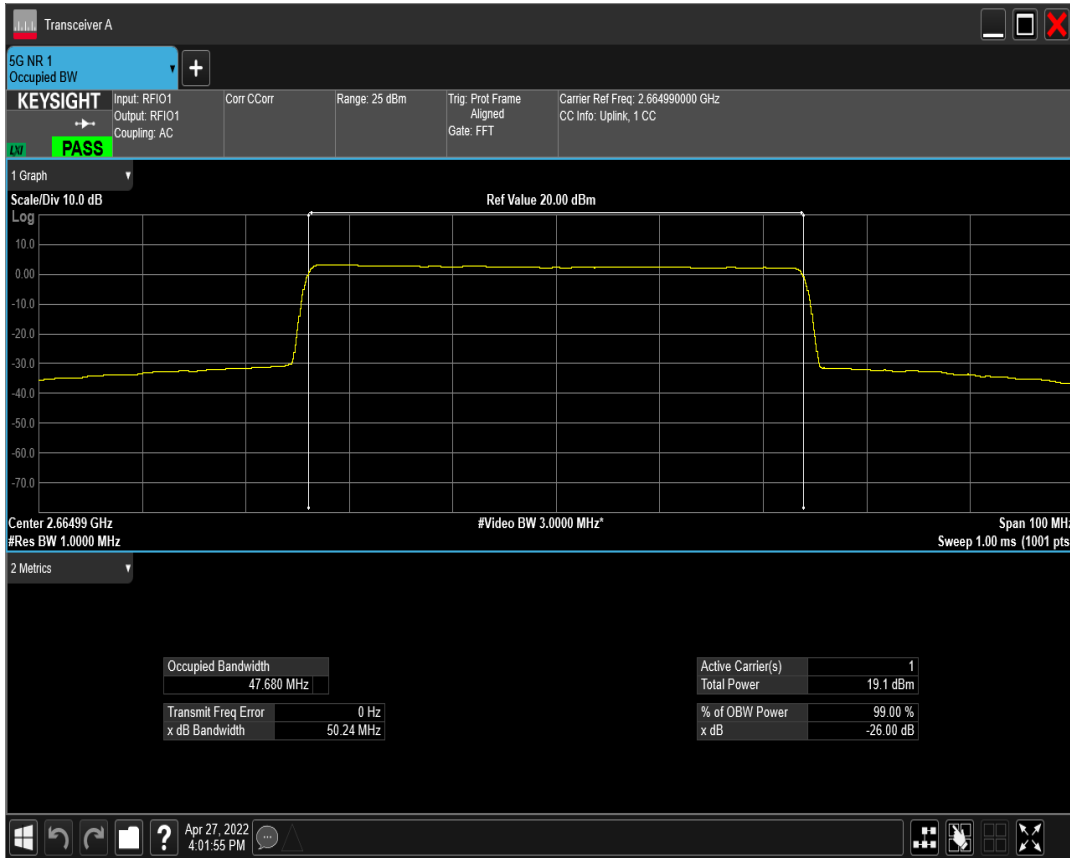 Transceiver A
5G NR 1
Occupied BW
KEYSIGHT
LXI
PASS
Input: RFIO1
Output: RFIO1
Coupling: AC
Corr CCorr
Range: 25 dBm
Trig: Prot Frame
Aligned
Gate: FFT
Carrier Ref Freq: 2.664990000 GHz
CC Info: Uplink, 1 CC
1 Graph
Scale/Div 10.0 dB
Ref Value 20.00 dBm
Log
10.0
0.00
-10.0
-20.0
-30.0
-40.0
-50.0
-60.0
-70.0
Center 2.66499 GHz
#Video BW 3.0000 MHz*
Span 100 MHz
#Res BW 1.0000 MHz
Sweep 1.00 ms (1001 pts
2 Metrics
Occupied Bandwidth
47.680 MHz
Transmit Freq Error 0 Hz
x dB Bandwidth 50.24 MHz
Active Carrier(s) 1
Total Power 19.1 dBm
% of OBW Power 99.00 %
x dB -26.00 dB
?
Apr 27, 2022
4:01:55 PM